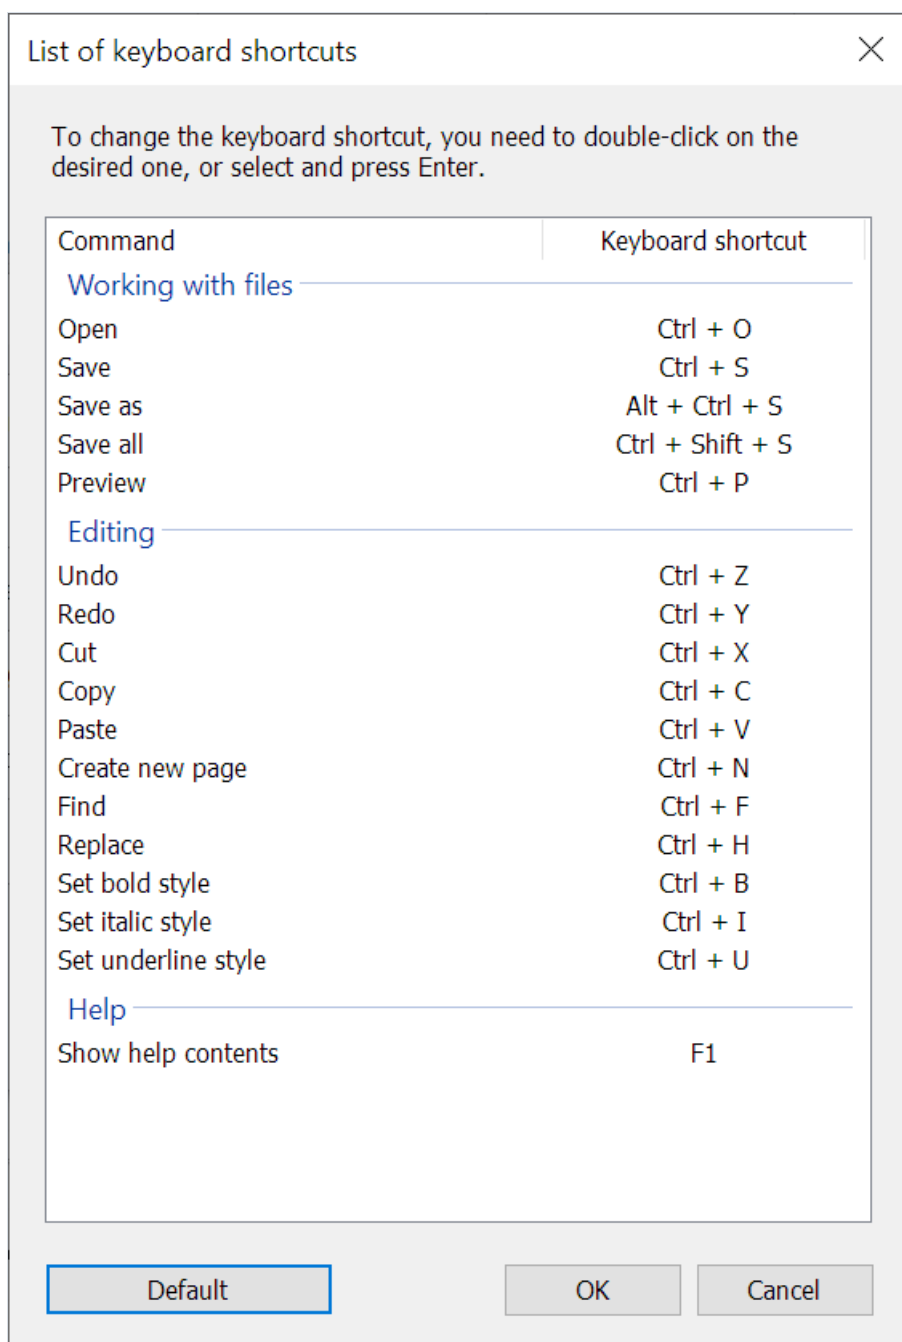 List of keyboard shortcuts
To change the keyboard shortcut, you need to double-click on the
desired one, or select and press Enter.
Command Keyboard shortcut
Working with files
Open Ctrl + O
Save Ctrl + S
Save as Alt + Ctrl + S
Save all Ctrl + Shift + S
Preview Ctrl + P
Editing
Undo Ctrl + Z
Redo Ctrl + Y
Cut Ctrl + X
Copy Ctrl + C
Paste Ctrl + V
Create new page Ctrl + N
Find Ctrl + F
Replace Ctrl + H
Set bold style Ctrl + B
Set italic style Ctrl + I
Set underline style Ctrl + U
Help
Show help contents F1
Default OK Cancel